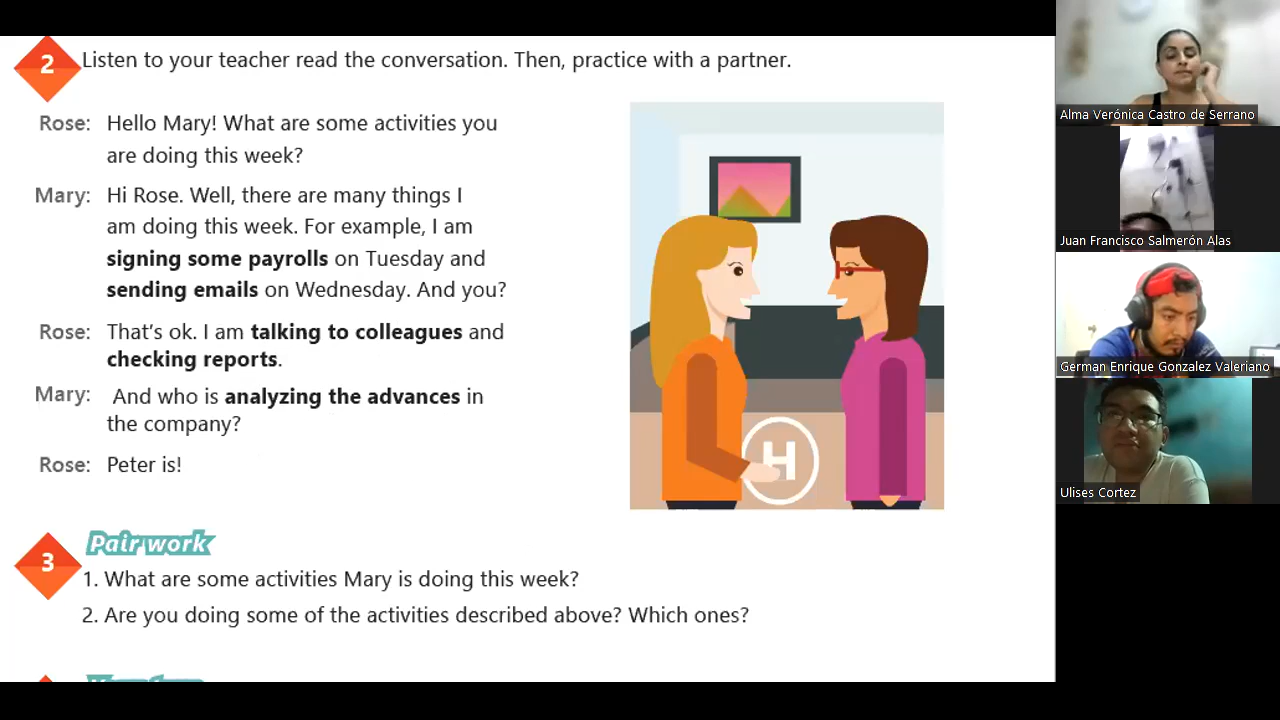 2
Listen to your teacher read the conversation. Then, practice with a partner.
Rose: Hello Mary! What are some activities you
are doing this week?
Mary: Hi Rose. Well, there are many things I
am doing this week. For example, I am
signing some payrolls on Tuesday and
sending emails on Wednesday. And you?
Rose: That's ok. I am talking to colleagues and
checking reports.
Mary: And who is analyzing the advances in
the company?
Rose: Peter is!
H
3
Pair work
1. What are some activities Mary is doing this week?
2. Are you doing some of the activities described above? Which ones?
Alma Verónica Castro de Serrano
Juan Francisco Salmerón Alas
German Enrique Gonzalez Valeriano
Ulises Cortez